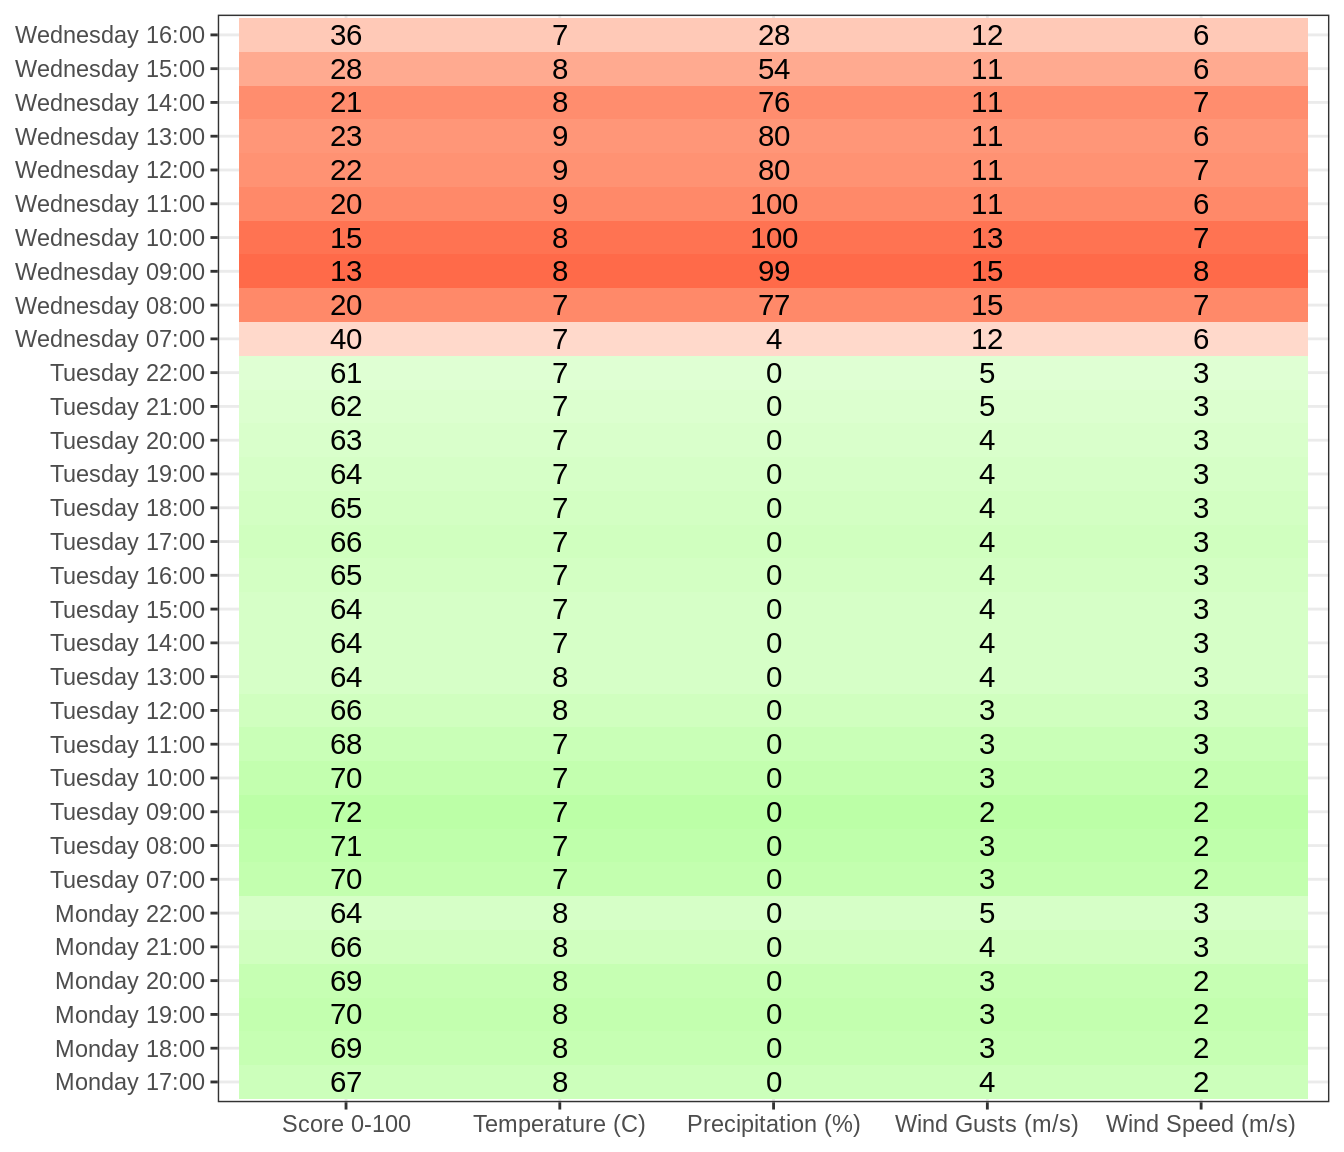 Wednesday 16:00 36 7 28 12 6
Wednesday 15:00 28 8 54 11 6
Wednesday 14:00 21 8 76 11 7
Wednesday 13:00 23 9 80 11 6
Wednesday 12:00 22 9 80 11 7
Wednesday 11:00 20 9 100 11 6
Wednesday 10:00 15 8 100 13 7
Wednesday 09:00 13 8 99 15 8
Wednesday 08:00 20 7 77 15 7
Wednesday 07:00 40 7 4 12 6
Tuesday 22:00 61 7 0 5 3
Tuesday 21:00 62 7 0 5 3
Tuesday 20:00 63 7 0 4 3
Tuesday 19:00 64 7 0 4 3
Tuesday 18:00 65 7 0 4 3
Tuesday 17:00 66 7 0 4 3
Tuesday 16:00 65 7 0 4 3
Tuesday 15:00 64 7 0 4 3
Tuesday 14:00 64 7 0 4 3
Tuesday 13:00 64 8 0 4 3
Tuesday 12:00 66 8 0 3 3
Tuesday 11:00 68 7 0 3 3
Tuesday 10:00 70 7 0 3 2
Tuesday 09:00 72 7 0 2 2
Tuesday 08:00 71 7 0 3 2
Tuesday 07:00 70 7 0 3 2
Monday 22:00 64 8 0 5 3
Monday 21:00 66 8 0 4 3
Monday 20:00 69 8 0 3 2
Monday 19:00 70 8 0 3 2
Monday 18:00 69 8 0 3 2
Monday 17:00 67 8 0 4 2
Score 0-100 Temperature (C) Precipitation (%) Wind Gusts (m/s) Wind Speed (m/s)